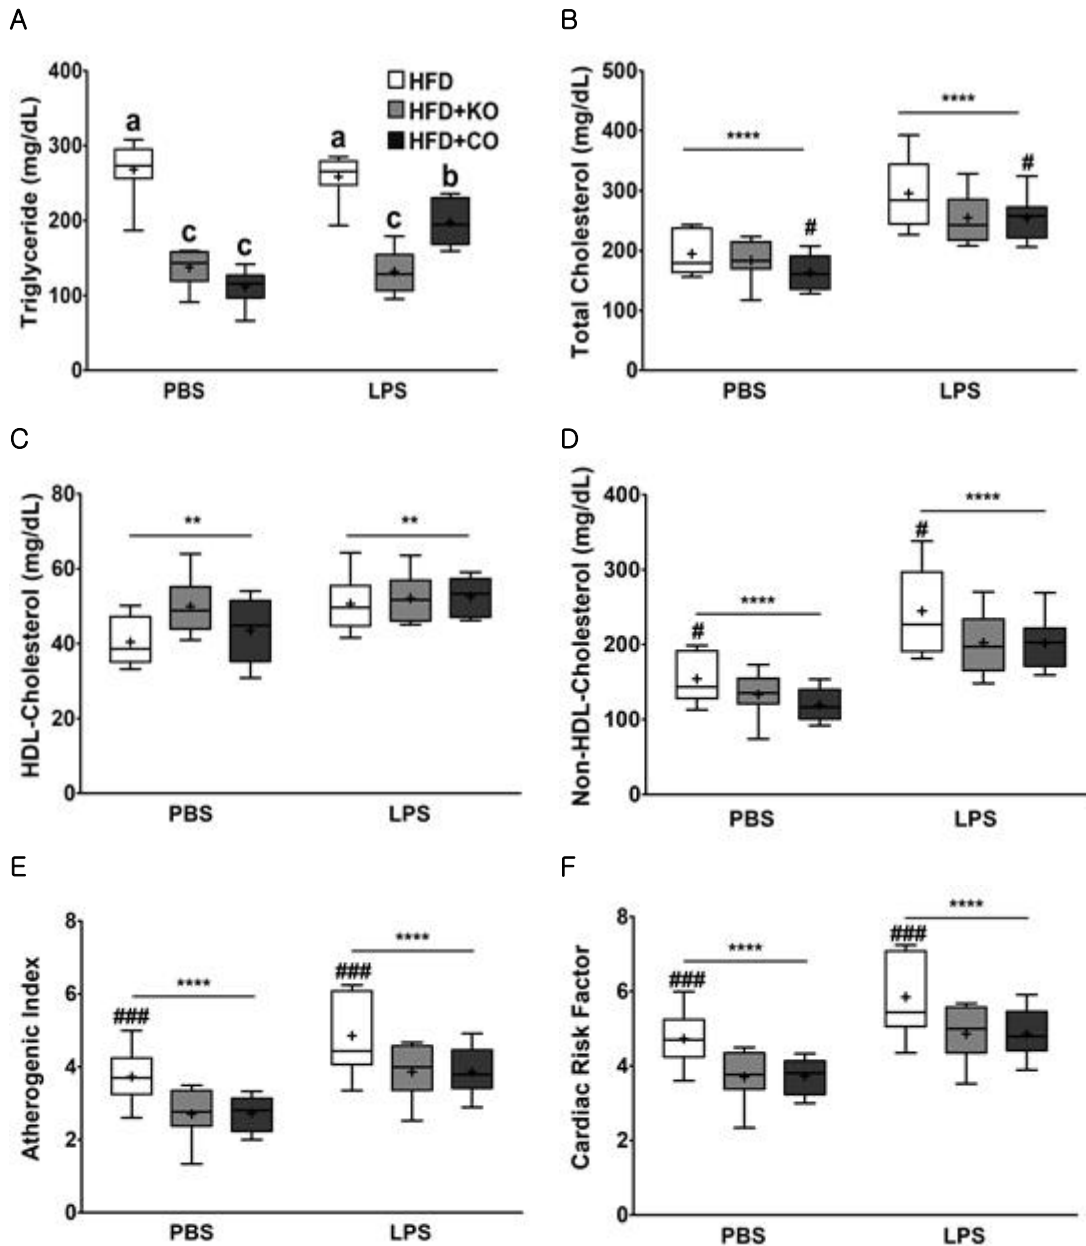 A
Triglyceride (mg/dL)
400
300
200
100
0
HFD
HFD+KO
HFD+CO
a
c
c
a
c
b
PBS
LPS
B
Total Cholesterol (mg/dL)
500
400
300
200
100
0
****
#
****
#
PBS
LPS
C
HDL-Cholesterol (mg/dL)
80
60
40
20
0
**
**
PBS
LPS
D
Non-HDL-Cholesterol (mg/dL)
400
300
200
100
0
****
#
****
#
PBS
LPS
E
Atherogenic Index
8
6
4
2
0
****
###
****
###
PBS
LPS
F
Cardiac Risk Factor
8
6
4
2
0
****
###
****
###
PBS
LPS